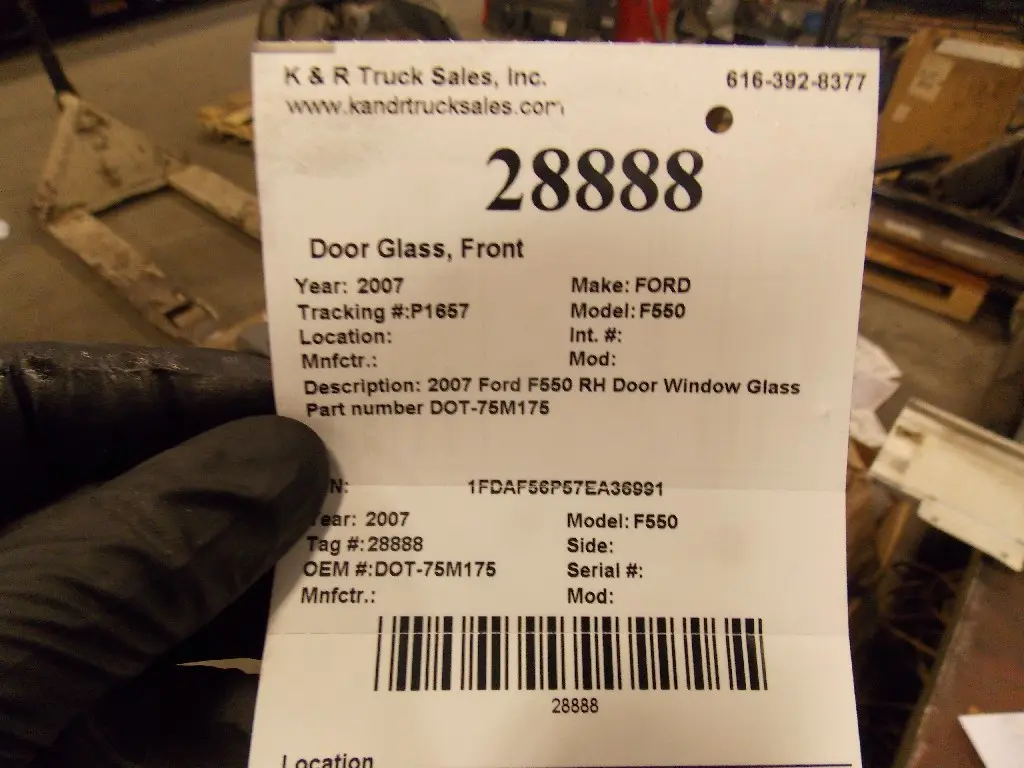 K & R Truck Sales, Inc. 616-392-8377
www.kandrtrucksales.com
28888
Door Glass, Front
Year: 2007 Make: FORD
Tracking #:P1657 Model: F550
Location: Int. #:
Mnfctr.: Mod:
Description: 2007 Ford F550 RH Door Window Glass
Part number DOT-75M175
N: 1FDAF56P57EA36991
ear: 2007 Model: F550
Tag #: 28888 Side:
OEM #:DOT-75M175 Serial #:
Mnfctr.: Mod:
28888
Location